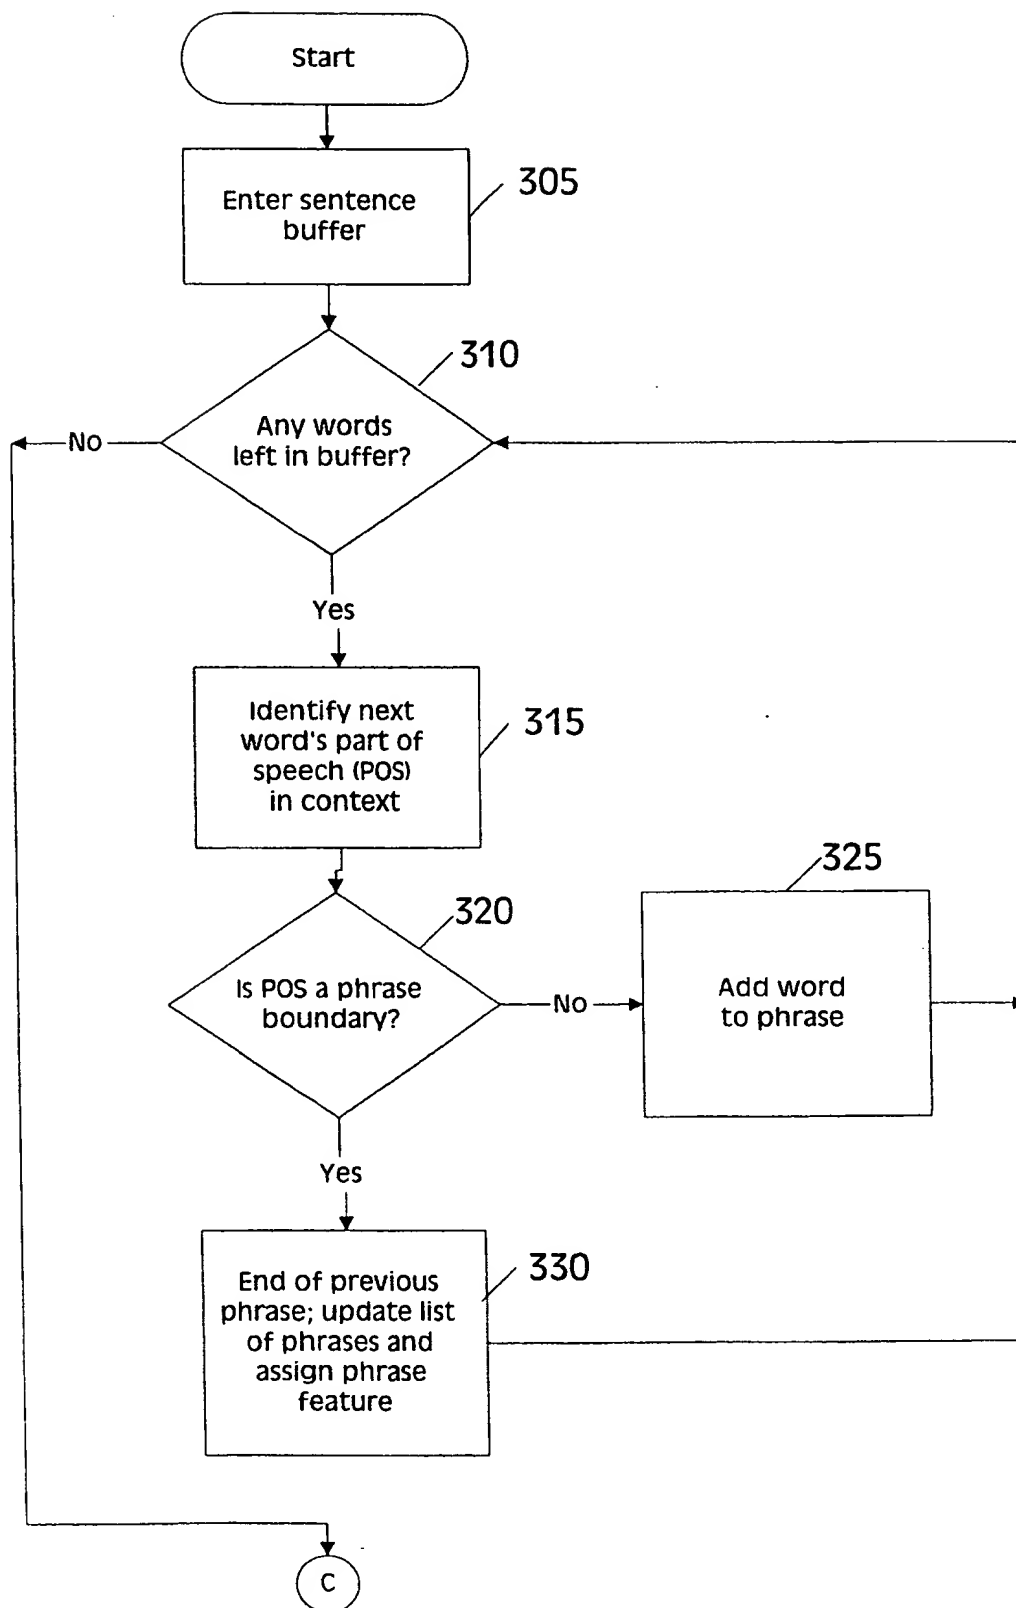 Start
Enter sentence
buffer
305
310
Any words
left in buffer?
No
Yes
Identify next
word's part of
speech (POS)
in context
315
320
Is POS a phrase
boundary?
No
325
Add word
to phrase
Yes
End of previous
phrase; update list
of phrases and
assign phrase
feature
330
C